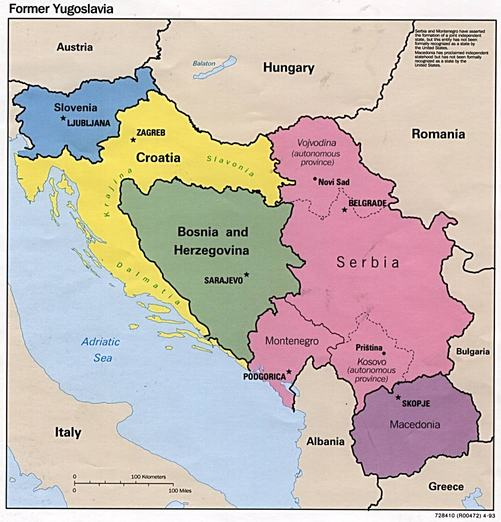 Former Yugoslavia
Serbia and Montenegro have asserted
the formation of a joint independent
state, but this entity has not been
formally recognized as a state by
the United States.
Macedonia has proclaimed independent
statehood but has not been formally
recognized as a state by the
United States.
Austria
Balaton
Hungary
Slovenia
LJUBLJANA
ZAGREB
Croatia
Slavonia
Krajina
Vojvodina
(autonomous
province)
Novi Sad
Romania
BELGRADE
Bosnia and
Herzegovina
SARAJEVO
Serbia
Dalmatia
Adriatic
Sea
Montenegro
PODGORICA
Priština
Kosovo
(autonomous
province)
Bulgaria
SKOPJE
Macedonia
Italy
Albania
Greece
0 100 Kilometers
0 100 Miles
728410 (R00472) 4-93